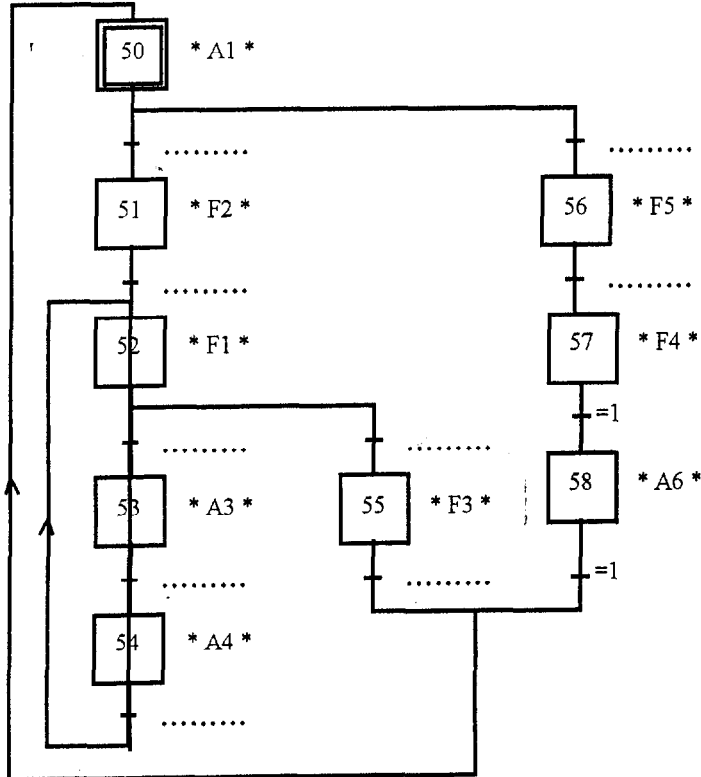 50 * A1 *
.........
.........
51 * F2 *
56 * F5 *
.........
.........
52 * F1 *
57 * F4 *
=1
.........
.........
53 * A3 *
55 * F3 *
58 * A6 *
.........
.........
=1
54 * A4 *
.........